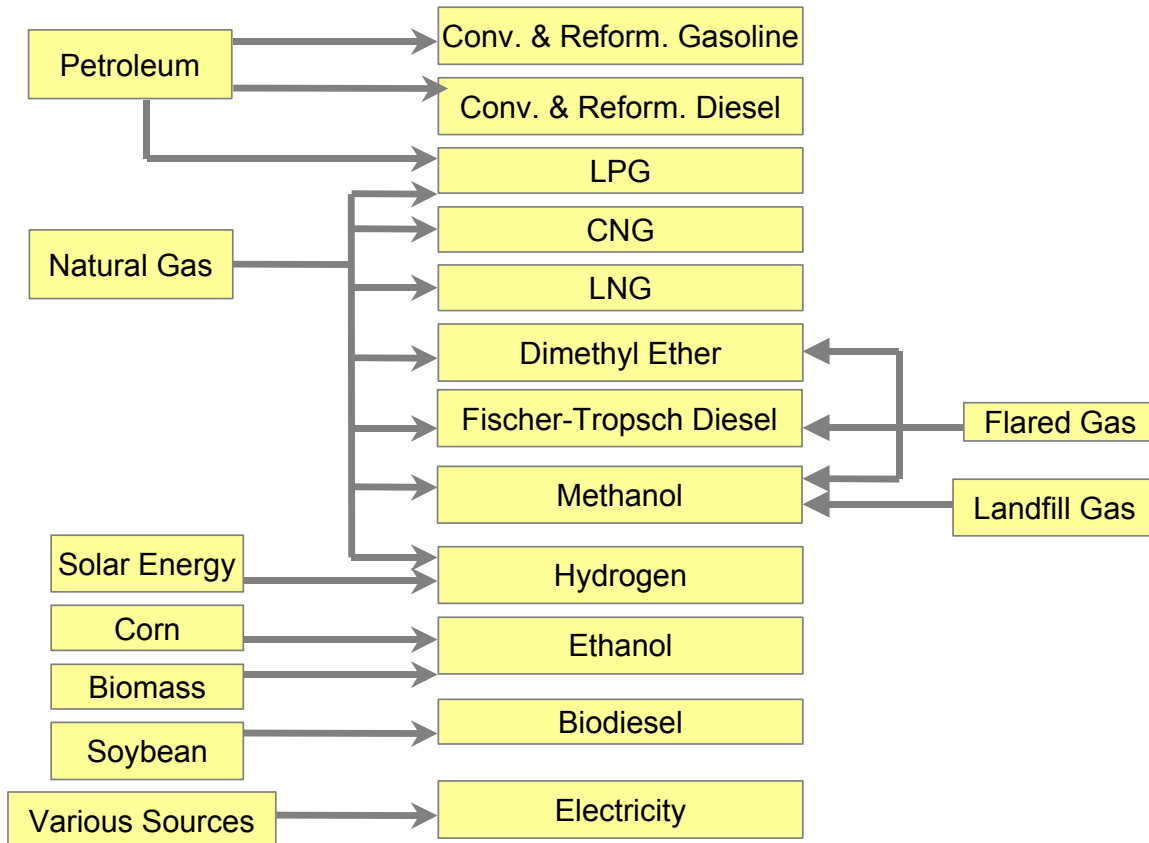 Petroleum
Conv. & Reform. Gasoline
Conv. & Reform. Diesel
LPG
CNG
Natural Gas
LNG
Dimethyl Ether
Fischer-Tropsch Diesel
Flared Gas
Methanol
Landfill Gas
Solar Energy
Hydrogen
Corn
Ethanol
Biomass
Biodiesel
Soybean
Electricity
Various Sources